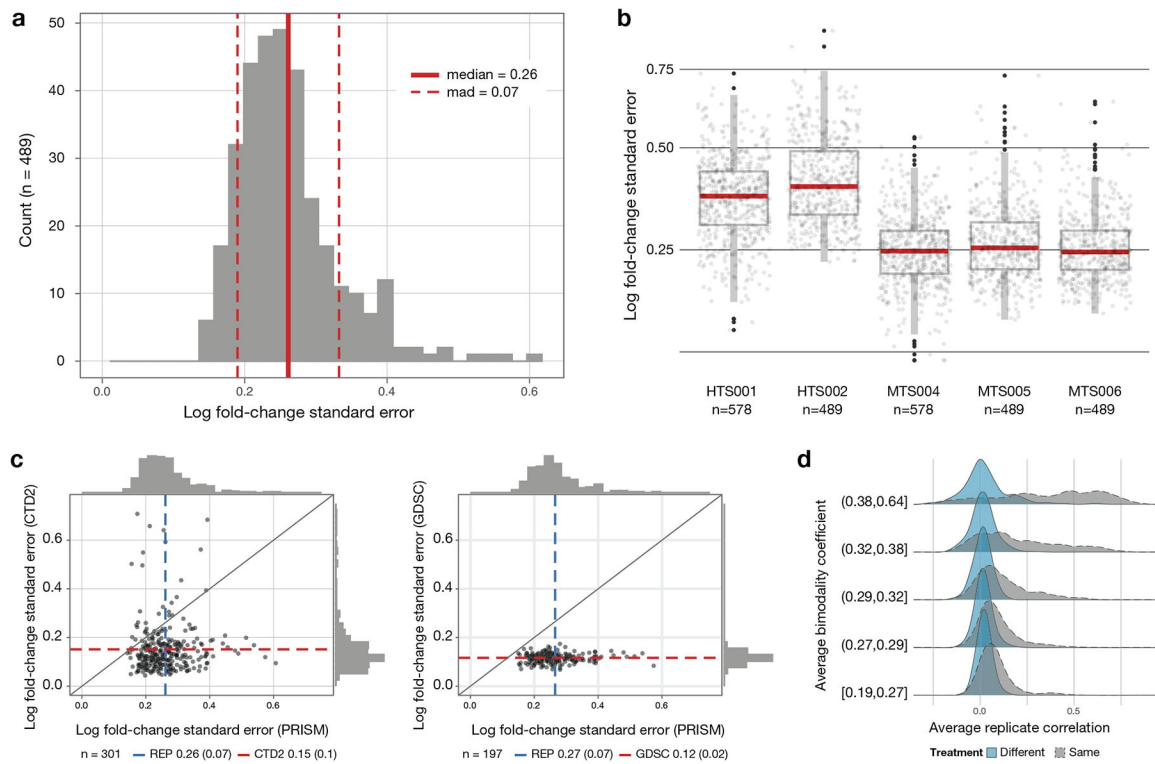 a
50
40
30
20
10
0
Count (n = 489)
median = 0.26
mad = 0.07
0.0
0.2
0.4
0.6
Log fold-change standard error
b
Log fold-change standard error
0.75
0.50
0.25
HTS001
n=578
HTS002
n=489
MTS004
n=578
MTS005
n=489
MTS006
n=489
c
Log fold-change standard error (CTD2)
0.6
0.4
0.2
0.0
0.0
0.2
0.4
0.6
Log fold-change standard error (PRISM)
n = 301
REP 0.26 (0.07)
CTD2 0.15 (0.1)
Log fold-change standard error (GDSC)
0.6
0.4
0.2
0.0
0.0
0.2
0.4
0.6
Log fold-change standard error (PRISM)
n = 197
REP 0.27 (0.07)
GDSC 0.12 (0.02)
d
Average bimodality coefficient
(0.38,0.64]
(0.32,0.38]
(0.29,0.32]
(0.27,0.29]
[0.19,0.27]
0.0
0.5
Average replicate correlation
Treatment
Different
Same